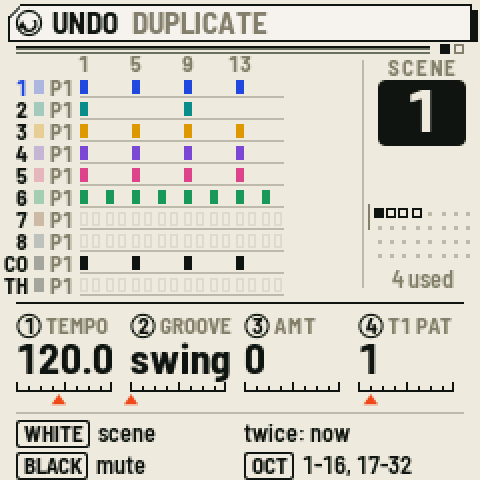 UNDO DUPLICATE
1 5 9 13
SCENE
1
1 P1
2 P1
3 P1
4 P1
5 P1
6 P1
7 P1
8 P1
CO P1
TH P1
4 used
1 TEMPO 2 GROOVE 3 AMT 4 T1 PAT
120.0 swing 0 1
WHITE scene twice: now
BLACK mute OCT 1-16, 17-32